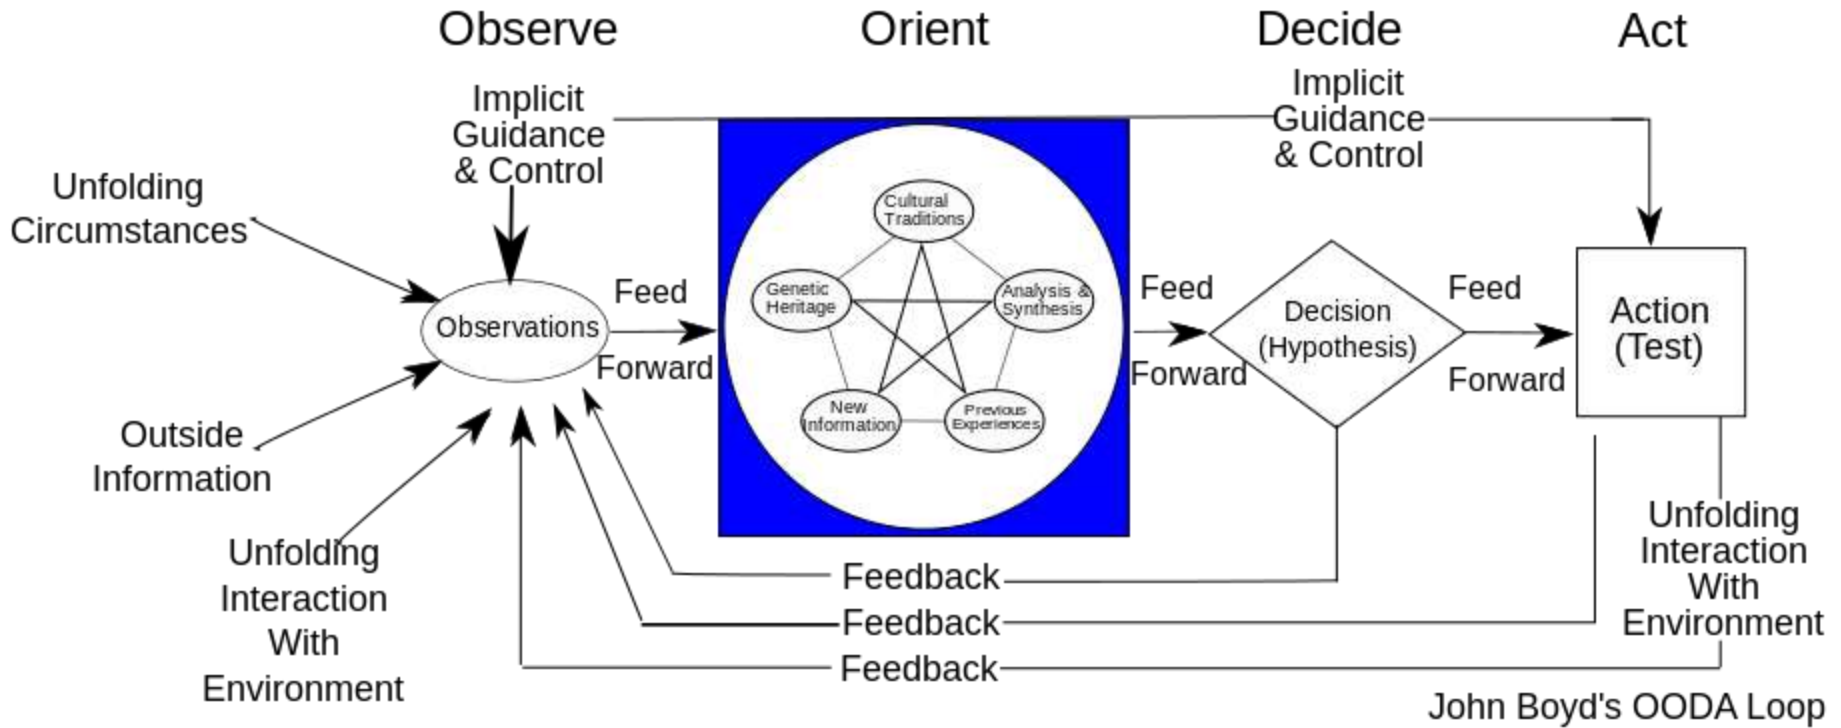 Observe
Orient
Decide
Act
Implicit
Guidance
& Control
Implicit
Guidance
& Control
Unfolding
Circumstances
Observations
Outside
Information
Unfolding
Interaction
With
Environment
Feed
Forward
Cultural
Traditions
Genetic
Heritage
Analysis &
Synthesis
New
Information
Previous
Experiences
Feed
Forward
Decision
(Hypothesis)
Feed
Forward
Action
(Test)
Unfolding
Interaction
With
Environment
Feedback
Feedback
Feedback
John Boyd's OODA Loop